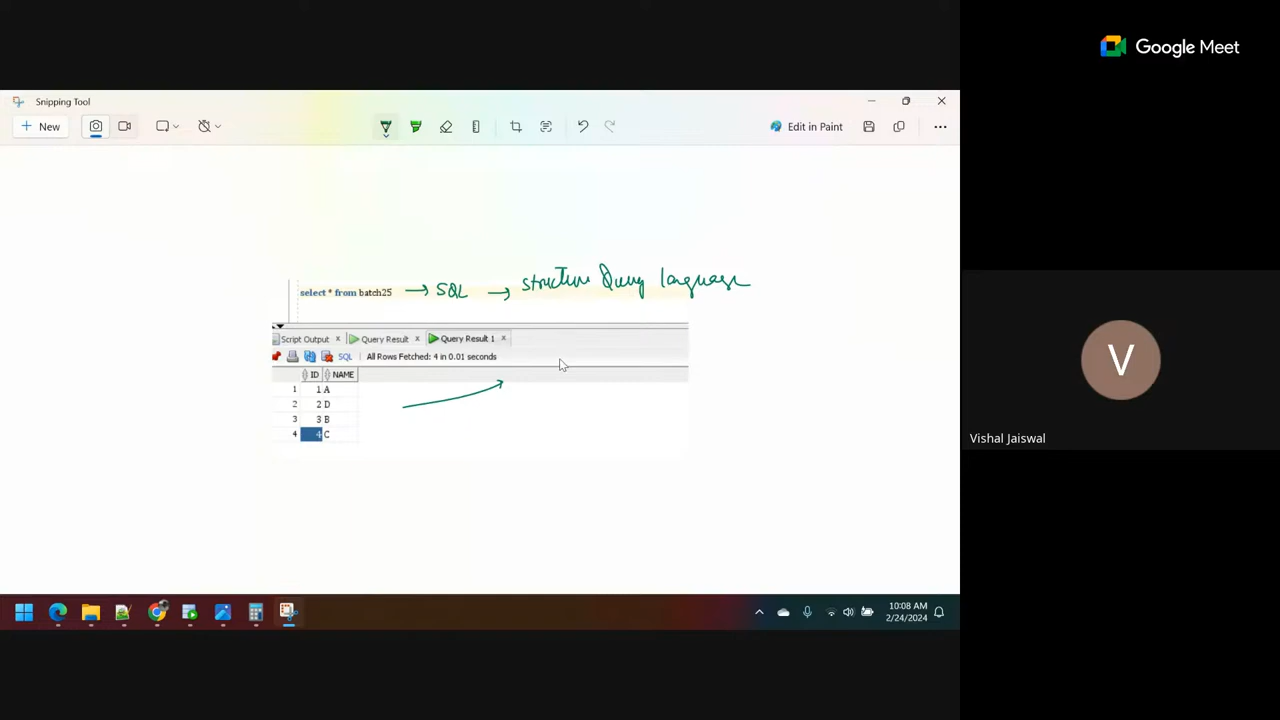 Google Meet
Snipping Tool
New
Edit in Paint
select * from batch25 → SQL → structure Query language
Script Output x Query Result x Query Result 1 x
SQL | All Rows Fetched: 4 in 0.01 seconds
ID NAME
1 1 A
2 2 D
3 3 B
4 4 C
V
Vishal Jaiswal
10:08 AM
2/24/2024